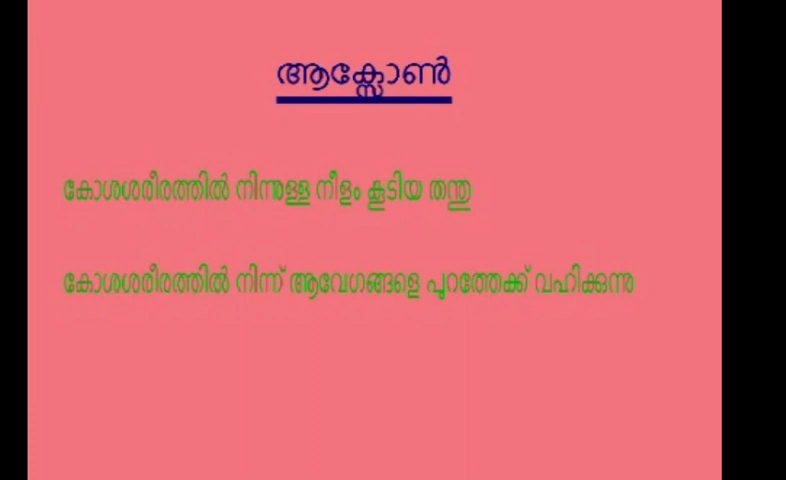 ആക്സോൺ
കോശശരീരത്തിൽ നിന്നുള്ള നീളം കൂടിയ തന്തു
കോശശരീരത്തിൽ നിന്ന് ആവേഗങ്ങളെ പുറത്തേക്ക് വഹിക്കുന്നു